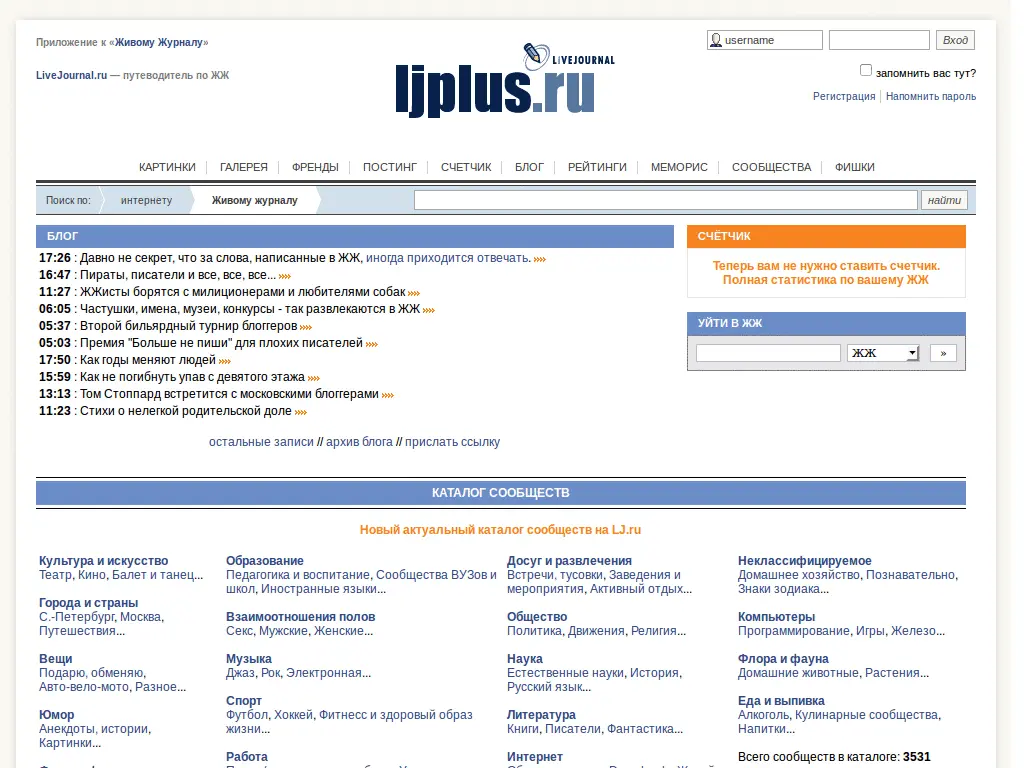 Приложение к «Живому Журналу»
LiveJournal.ru — путеводитель по ЖЖ
LIVEJOURNAL
ljplus.ru
username
Вход
запомнить вас тут?
Регистрация | Напомнить пароль
КАРТИНКИ
ГАЛЕРЕЯ
ФРЕНДЫ
ПОСТИНГ
СЧЕТЧИК
БЛОГ
РЕЙТИНГИ
МЕМОРИС
СООБЩЕСТВА
ФИШКИ
Поиск по:
интернету
Живому журналу
найти
БЛОГ
17:26 : Давно не секрет, что за слова, написанные в ЖЖ, иногда приходится отвечать.
16:47 : Пираты, писатели и все, все, все...
11:27 : ЖЖисты борятся с милиционерами и любителями собак
06:05 : Частушки, имена, музеи, конкурсы - так развлекаются в ЖЖ
05:37 : Второй бильярдный турнир блоггеров
05:03 : Премия "Больше не пиши" для плохих писателей
17:50 : Как годы меняют людей
15:59 : Как не погибнуть упав с девятого этажа
13:13 : Том Стоппард встретится с московскими блоггерами
11:23 : Стихи о нелегкой родительской доле
остальные записи // архив блога // прислать ссылку
СЧЁТЧИК
Теперь вам не нужно ставить счетчик.
Полная статистика по вашему ЖЖ
УЙТИ В ЖЖ
ЖЖ
»
КАТАЛОГ СООБЩЕСТВ
Новый актуальный каталог сообществ на LJ.ru
Культура и искусство
Театр, Кино, Балет и танец...
Города и страны
С.-Петербург, Москва,
Путешествия...
Вещи
Подарю, обменяю,
Авто-вело-мото, Разное...
Юмор
Анекдоты, истории,
Картинки...
Образование
Педагогика и воспитание, Сообщества ВУЗов и
школ, Иностранные языки...
Взаимоотношения полов
Секс, Мужские, Женские...
Музыка
Джаз, Рок, Электронная...
Спорт
Футбол, Хоккей, Фитнесс и здоровый образ
жизни...
Работа
Досуг и развлечения
Встречи, тусовки, Заведения и
мероприятия, Активный отдых...
Общество
Политика, Движения, Религия...
Наука
Естественные науки, История,
Русский язык...
Литература
Книги, Писатели, Фантастика...
Интернет
Неклассифицируемое
Домашнее хозяйство, Познавательно,
Знаки зодиака...
Компьютеры
Программирование, Игры, Железо...
Флора и фауна
Домашние животные, Растения...
Еда и выпивка
Алкоголь, Кулинарные сообщества,
Напитки...
Всего сообществ в каталоге: 3531